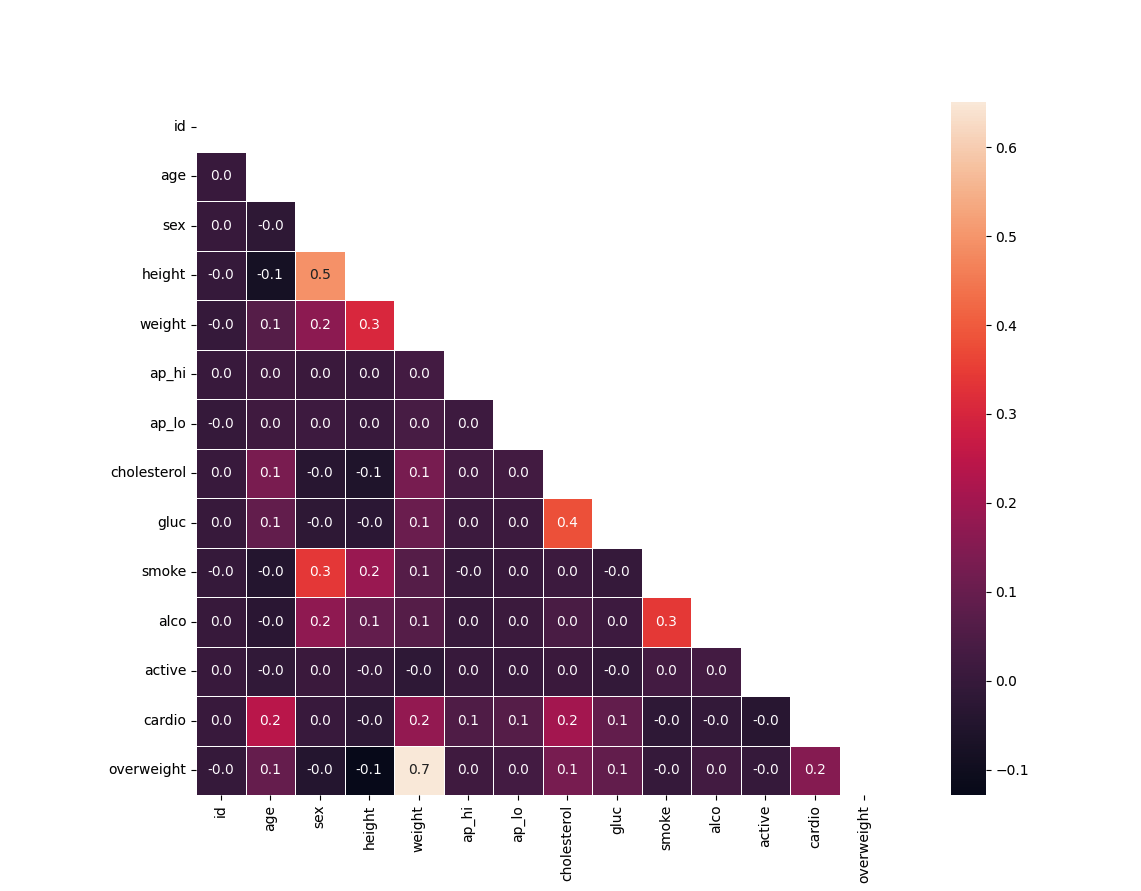 0.6
id
age 0.0
0.5
sex 0.0 -0.0
height -0.0 -0.1 0.5
0.4
weight -0.0 0.1 0.2 0.3
ap_hi 0.0 0.0 0.0 0.0 0.0
0.3
ap_lo -0.0 0.0 0.0 0.0 0.0 0.0
cholesterol 0.0 0.1 -0.0 -0.1 0.1 0.0 0.0
0.2
gluc 0.0 0.1 -0.0 -0.0 0.1 0.0 0.0 0.4
smoke -0.0 -0.0 0.3 0.2 0.1 -0.0 0.0 0.0 -0.0
0.1
alco 0.0 -0.0 0.2 0.1 0.1 0.0 0.0 0.0 0.0 0.3
active 0.0 -0.0 0.0 -0.0 -0.0 0.0 0.0 0.0 -0.0 0.0 0.0
0.0
cardio 0.0 0.2 0.0 -0.0 0.2 0.1 0.1 0.2 0.1 -0.0 -0.0 -0.0
overweight -0.0 0.1 -0.0 -0.1 0.7 0.0 0.0 0.1 0.1 -0.0 0.0 -0.0 0.2
−0.1
id
age
sex
height
weight
ap_hi
ap_lo
cholesterol
gluc
smoke
alco
active
cardio
overweight